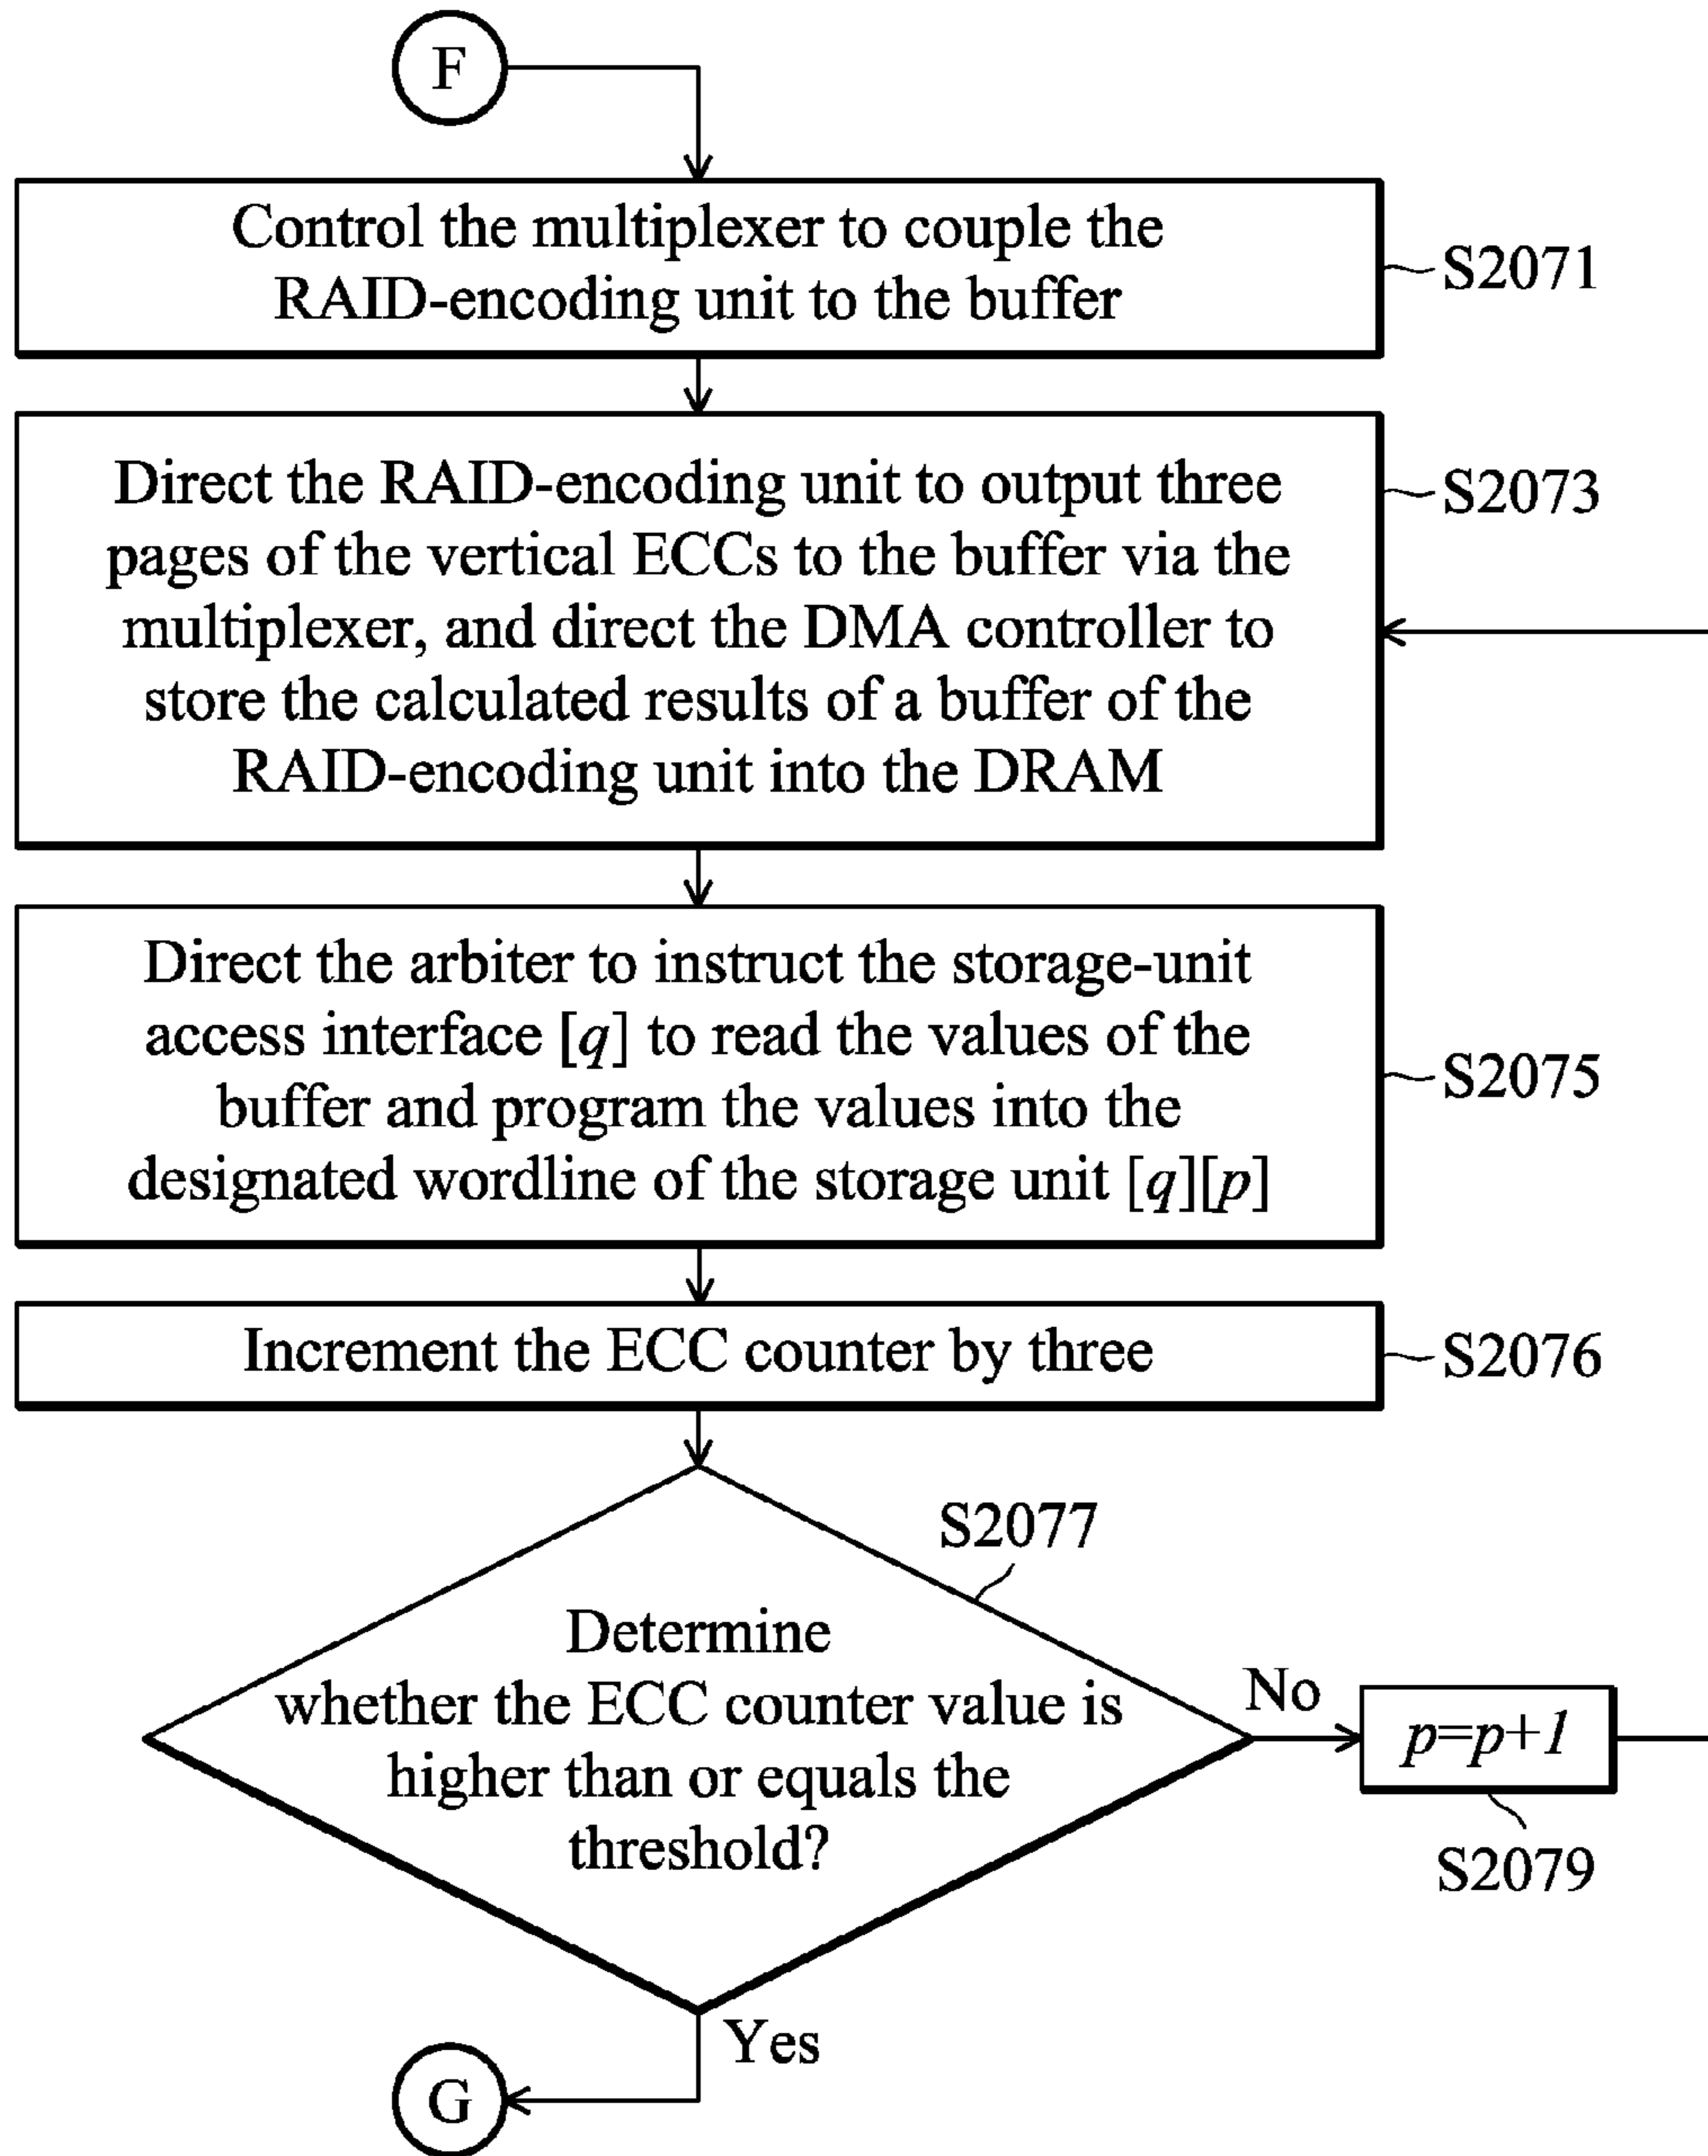 F
Control the multiplexer to couple the
RAID-encoding unit to the buffer
S2071
Direct the RAID-encoding unit to output three
pages of the vertical ECCs to the buffer via the
multiplexer, and direct the DMA controller to
store the calculated results of a buffer of the
RAID-encoding unit into the DRAM
S2073
Direct the arbiter to instruct the storage-unit
access interface [q] to read the values of the
buffer and program the values into the
designated wordline of the storage unit [q][p]
S2075
Increment the ECC counter by three
S2076
S2077
Determine
whether the ECC counter value is
higher than or equals the
threshold?
No
p=p+1
S2079
Yes
G